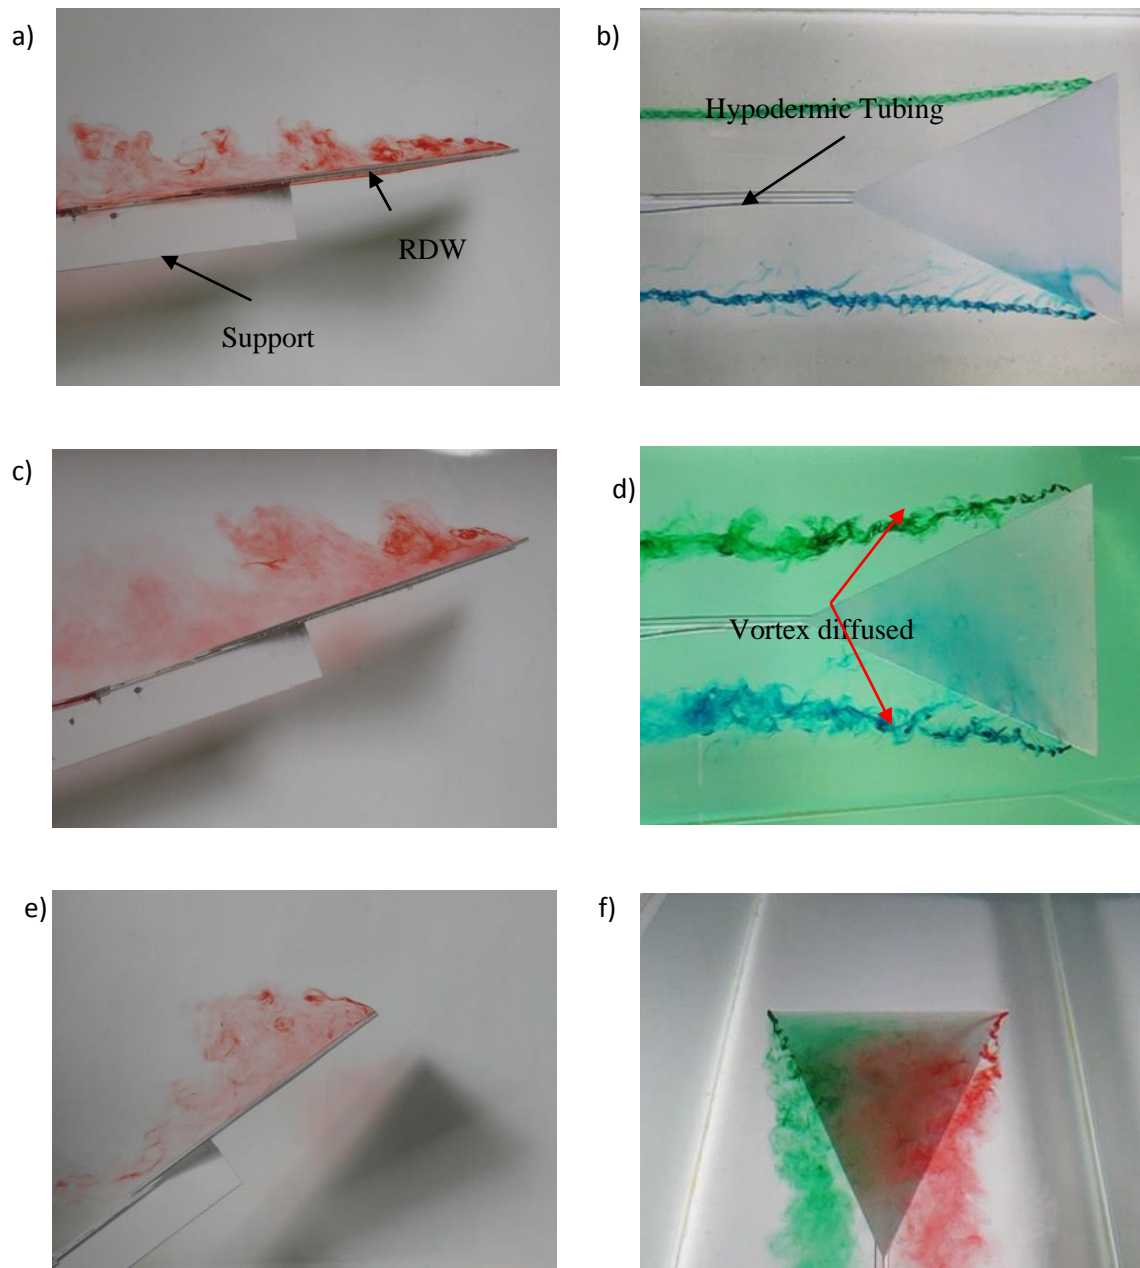 a)
RDW
Support
b)
Hypodermic Tubing
c)
d)
Vortex diffused
e)
f)